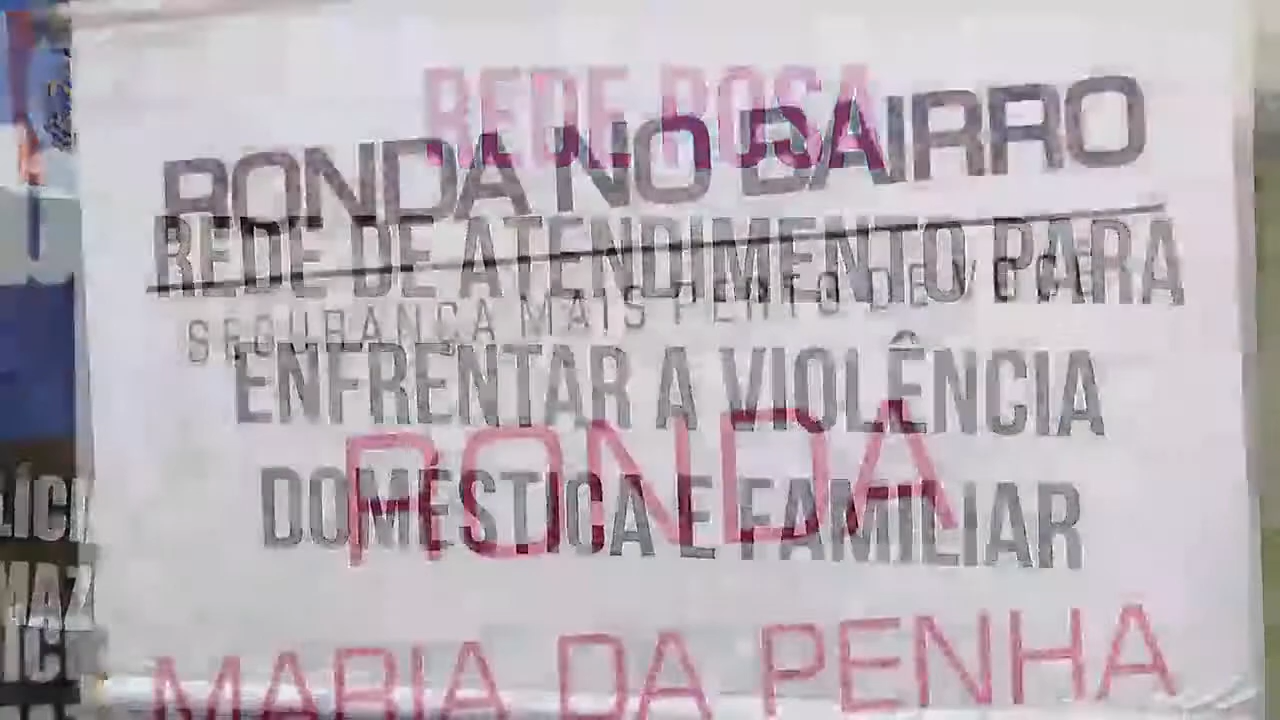 REDE ROSA
RONDA NO BAIRRO
REDE DE ATENDIMENTO PARA
SEGURANÇA MAIS PERTO DE VOCÊ
ENFRENTAR A VIOLÊNCIA
RONDA
DOMÉSTICA E FAMILIAR
MARIA DA PENHA